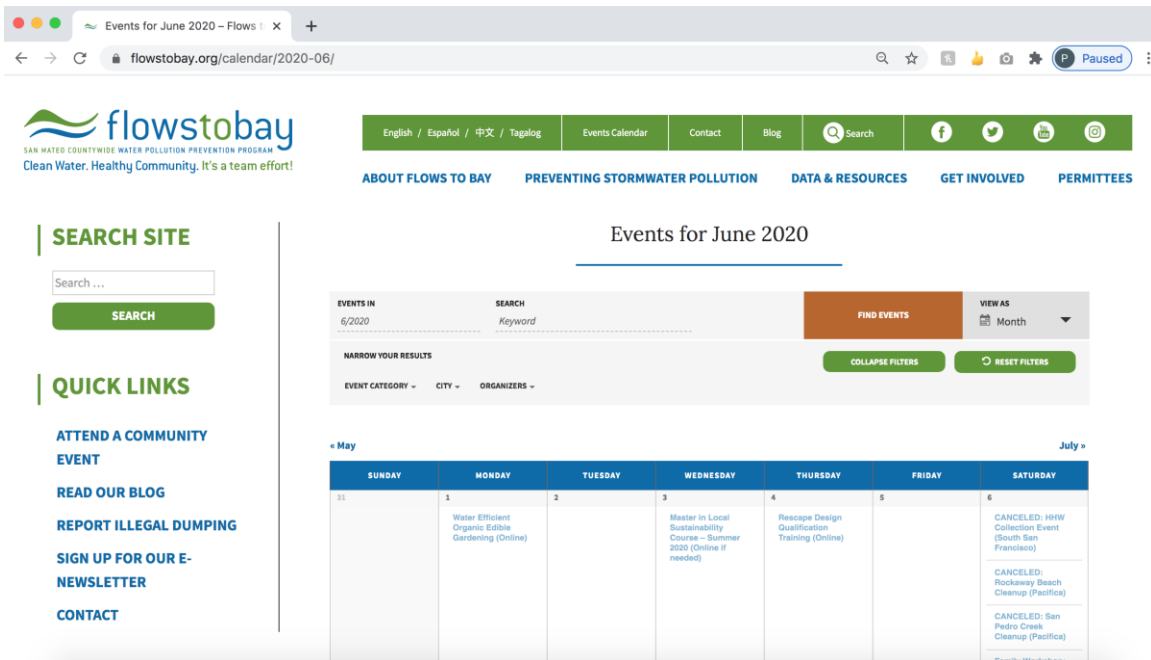 Events for June 2020 – Flows t
flowstobay.org/calendar/2020-06/
P Paused
flowstobay
SAN MATEO COUNTYWIDE WATER POLLUTION PREVENTION PROGRAM
Clean Water. Healthy Community. It's a team effort!
English / Español / 中文 / Tagalog
Events Calendar
Contact
Blog
Search
You Tube
ABOUT FLOWS TO BAY
PREVENTING STORMWATER POLLUTION
DATA & RESOURCES
GET INVOLVED
PERMITTEES
SEARCH SITE
Search ...
SEARCH
QUICK LINKS
ATTEND A COMMUNITY
EVENT
READ OUR BLOG
REPORT ILLEGAL DUMPING
SIGN UP FOR OUR E-
NEWSLETTER
CONTACT
Events for June 2020
EVENTS IN
6/2020
SEARCH
Keyword
FIND EVENTS
VIEW AS
Month
NARROW YOUR RESULTS
COLLAPSE FILTERS
RESET FILTERS
EVENT CATEGORY
CITY
ORGANIZERS
« May
July »
SUNDAY MONDAY TUESDAY WEDNESDAY THURSDAY FRIDAY SATURDAY
31 1 2 3 4 5 6
Water Efficient
Organic Edible
Gardening (Online)
Master in Local
Sustainability
Course – Summer
2020 (Online if
needed)
Rescape Design
Qualification
Training (Online)
CANCELED: HHW
Collection Event
(South San
Francisco)
CANCELED:
Rockaway Beach
Cleanup (Pacifica)
CANCELED: San
Pedro Creek
Cleanup (Pacifica)